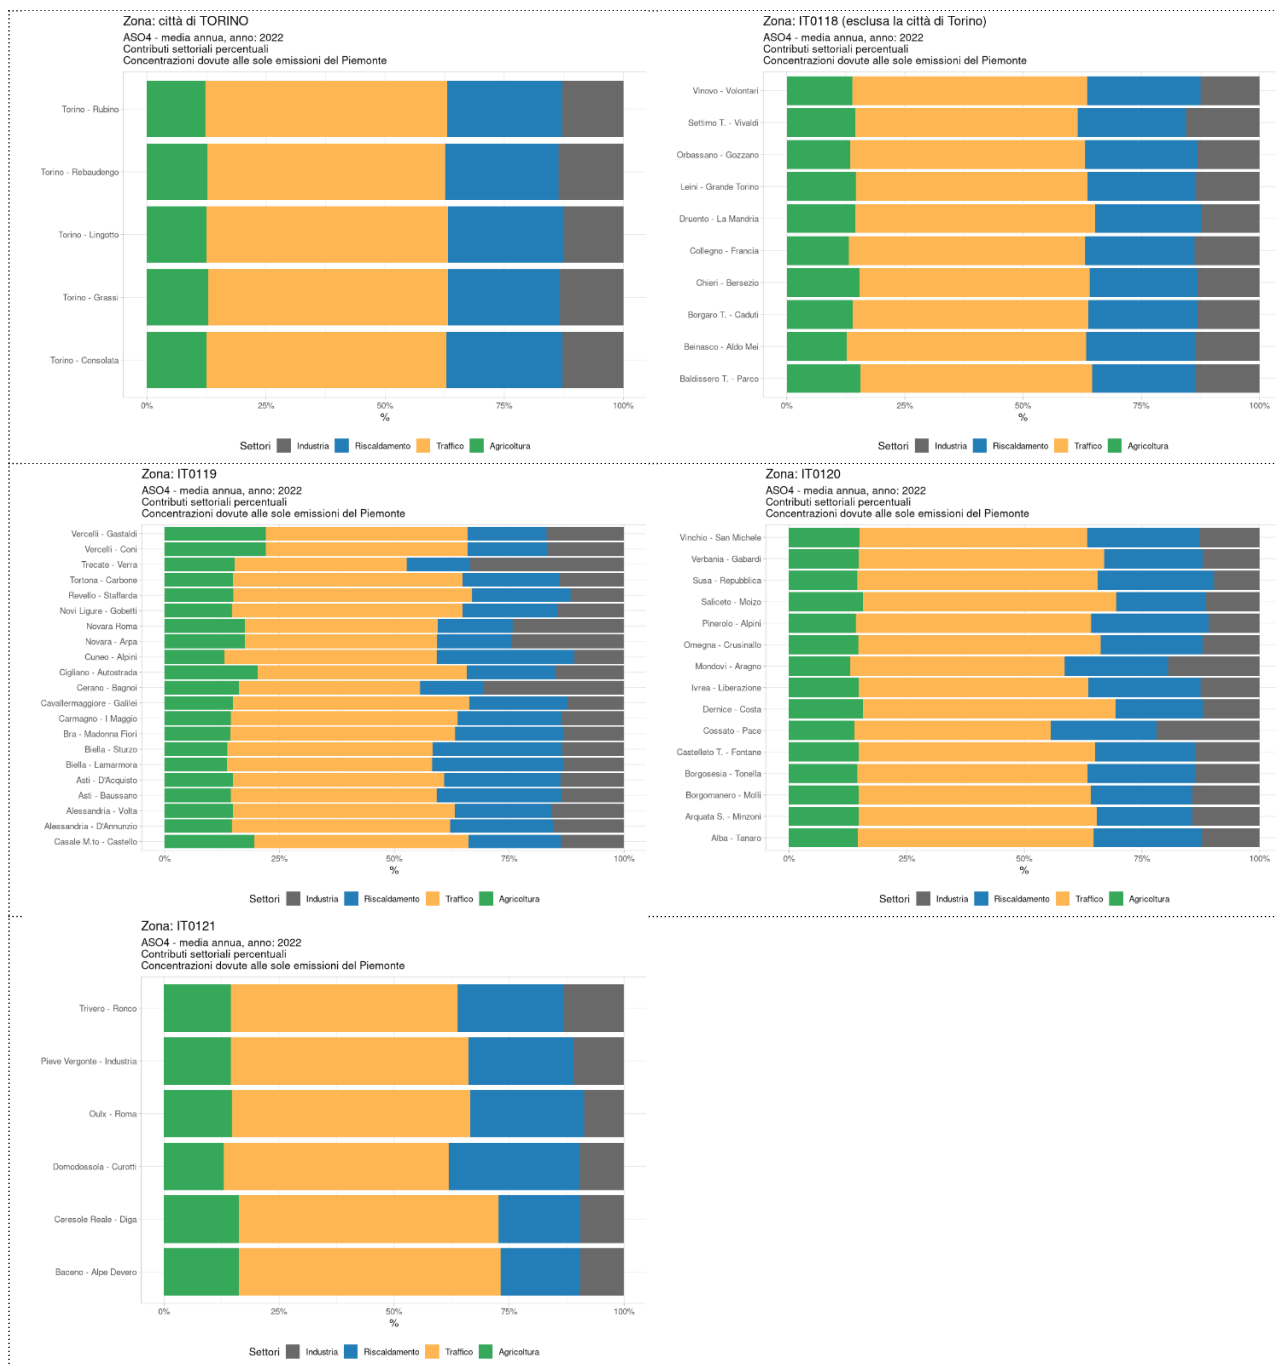 Zona: città di TORINO
ASO4 - media annua, anno: 2022
Contributi settoriali percentuali
Concentrazioni dovute alle sole emissioni del Piemonte
Torino - Rubino
Torino - Rebaudengo
Torino - Lingotto
Torino - Grassi
Torino - Consolata
0% 25% 50% 75% 100%
%
Settori Industria Riscaldamento Traffico Agricoltura
Zona: IT0118 (esclusa la città di Torino)
ASO4 - media annua, anno: 2022
Contributi settoriali percentuali
Concentrazioni dovute alle sole emissioni del Piemonte
Vinovo - Volontari
Settimo T. - Vivaldi
Orbassano - Gozzano
Leini - Grande Torino
Druento - La Mandria
Collegno - Francia
Chieri - Bersezio
Borgaro T. - Caduti
Beinasco - Aldo Mei
Baldissero T. - Parco
0% 25% 50% 75% 100%
%
Settori Industria Riscaldamento Traffico Agricoltura
Zona: IT0119
ASO4 - media annua, anno: 2022
Contributi settoriali percentuali
Concentrazioni dovute alle sole emissioni del Piemonte
Vercelli - Gastaldi
Vercelli - Coni
Trecate - Verra
Tortona - Carbone
Revello - Staffarda
Novi Ligure - Gobetti
Novara Roma
Novara - Arpa
Cuneo - Alpini
Cigliano - Autostrada
Cerano - Bagnoi
Cavallermaggiore - Galilei
Carmagno - I Maggio
Bra - Madonna Fiori
Biella - Sturzo
Biella - Lamarmora
Asti - D'Acquisto
Asti - Baussano
Alessandria - Volta
Alessandria - D'Annunzio
Casale M.to - Castello
0% 25% 50% 75% 100%
%
Settori Industria Riscaldamento Traffico Agricoltura
Zona: IT0120
ASO4 - media annua, anno: 2022
Contributi settoriali percentuali
Concentrazioni dovute alle sole emissioni del Piemonte
Vinchio - San Michele
Verbania - Gabardi
Susa - Repubblica
Saliceto - Moizo
Pinerolo - Alpini
Omegna - Crusinallo
Mondovi - Aragno
Ivrea - Liberazione
Dernice - Costa
Cossato - Pace
Castelleto T. - Fontane
Borgosesia - Tonella
Borgomanero - Molli
Arquata S. - Minzoni
Alba - Tanaro
0% 25% 50% 75% 100%
%
Settori Industria Riscaldamento Traffico Agricoltura
Zona: IT0121
ASO4 - media annua, anno: 2022
Contributi settoriali percentuali
Concentrazioni dovute alle sole emissioni del Piemonte
Trivero - Ronco
Pieve Vergonte - Industria
Oulx - Roma
Domodossola - Curotti
Ceresole Reale - Diga
Baceno - Alpe Devero
0% 25% 50% 75% 100%
%
Settori Industria Riscaldamento Traffico Agricoltura